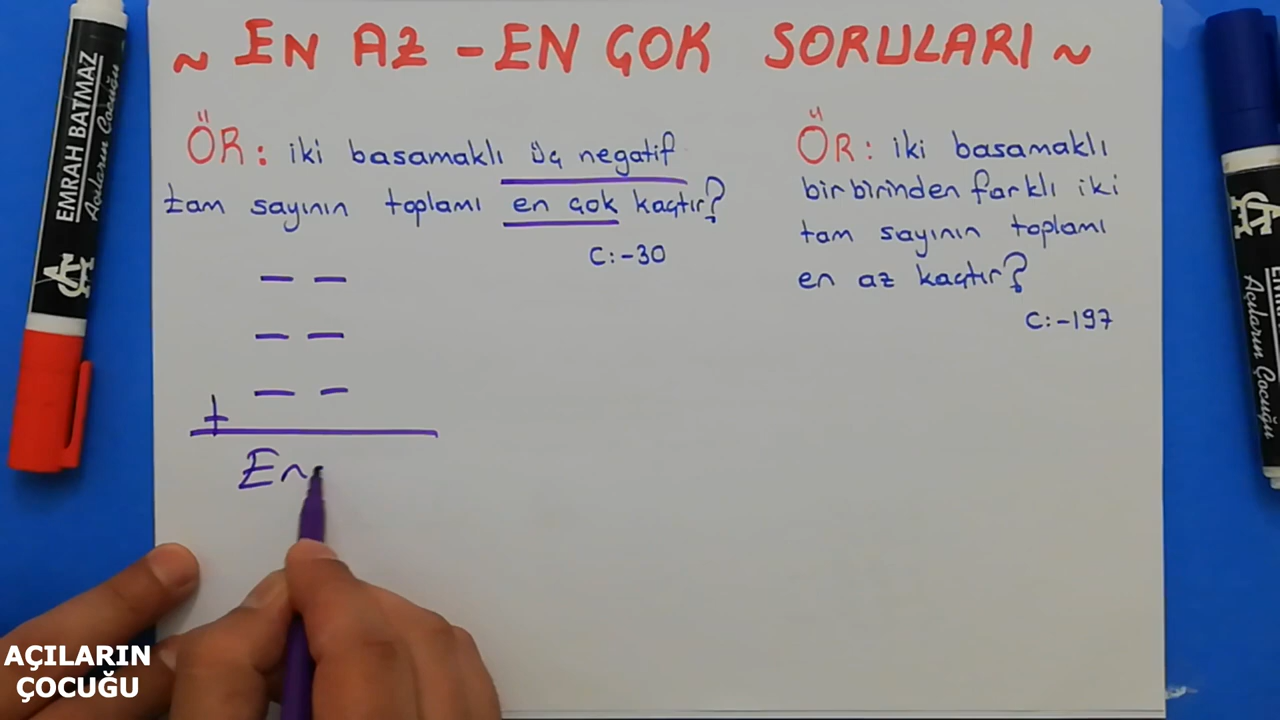 ~ EN AZ - EN ÇOK SORULARI ~
ÖR: iki basamaklı üç negatif
tam sayının toplamı en çok kaçtır?
C:-30
+
En
ÖR: iki basamaklı
birbirinden farklı iki
tam sayının toplamı
en az kaçtır?
C:-197
EMRAH BATMAZ
Açıların Çocuğu
Açıların Çocuğu
AÇILARIN
ÇOCUĞU